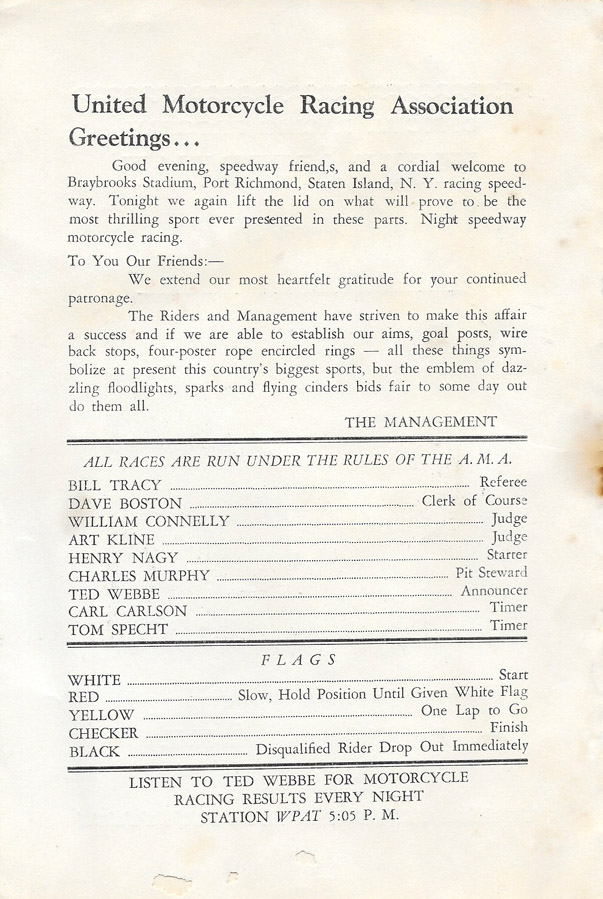 United Motorcycle Racing Association
Greetings...
Good evening, speedway friend,s, and a cordial welcome to
Braybrooks Stadium, Port Richmond, Staten Island, N. Y. racing speed-
way. Tonight we again lift the lid on what will prove to be the
most thrilling sport ever presented in these parts. Night speedway
motorcycle racing.
To You Our Friends:—
We extend our most heartfelt gratitude for your continued
patronage.
The Riders and Management have striven to make this affair
a success and if we are able to establish our aims, goal posts, wire
back stops, four-poster rope encircled rings — all these things sym-
bolize at present this country's biggest sports, but the emblem of daz-
zling floodlights, sparks and flying cinders bids fair to some day out
do them all.
THE MANAGEMENT
ALL RACES ARE RUN UNDER THE RULES OF THE A. M. A.
BILL TRACY ........ Referee
DAVE BOSTON ........ Clerk of Course
WILLIAM CONNELLY ........ Judge
ART KLINE ........ Judge
HENRY NAGY ........ Starter
CHARLES MURPHY ........ Pit Steward
TED WEBBE ........ Announcer
CARL CARLSON ........ Timer
TOM SPECHT ........ Timer
FLAGS
WHITE ........ Start
RED ........ Slow, Hold Position Until Given White Flag
YELLOW ........ One Lap to Go
CHECKER ........ Finish
BLACK ........ Disqualified Rider Drop Out Immediately
LISTEN TO TED WEBBE FOR MOTORCYCLE
RACING RESULTS EVERY NIGHT
STATION WPAT 5:05 P. M.